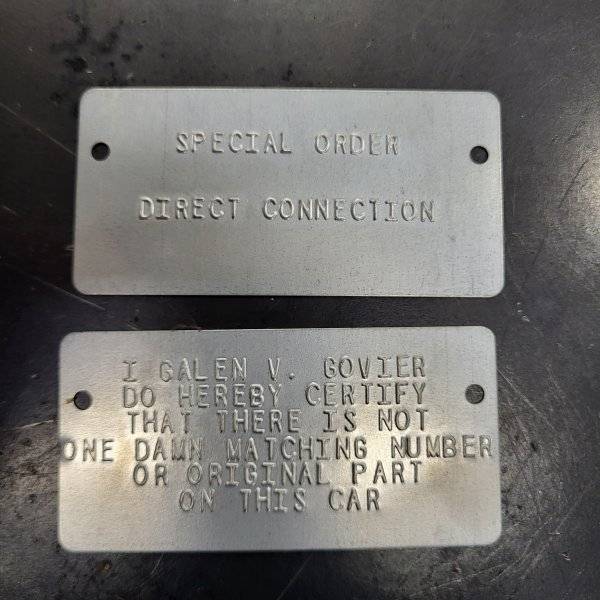 SPECIAL ORDER
DIRECT CONNECTION
I GALEN V. GOVIER
DO HEREBY CERTIFY
THAT THERE IS NOT
ONE DAMN MATCHING NUMBER
OR ORIGINAL PART
ON THIS CAR